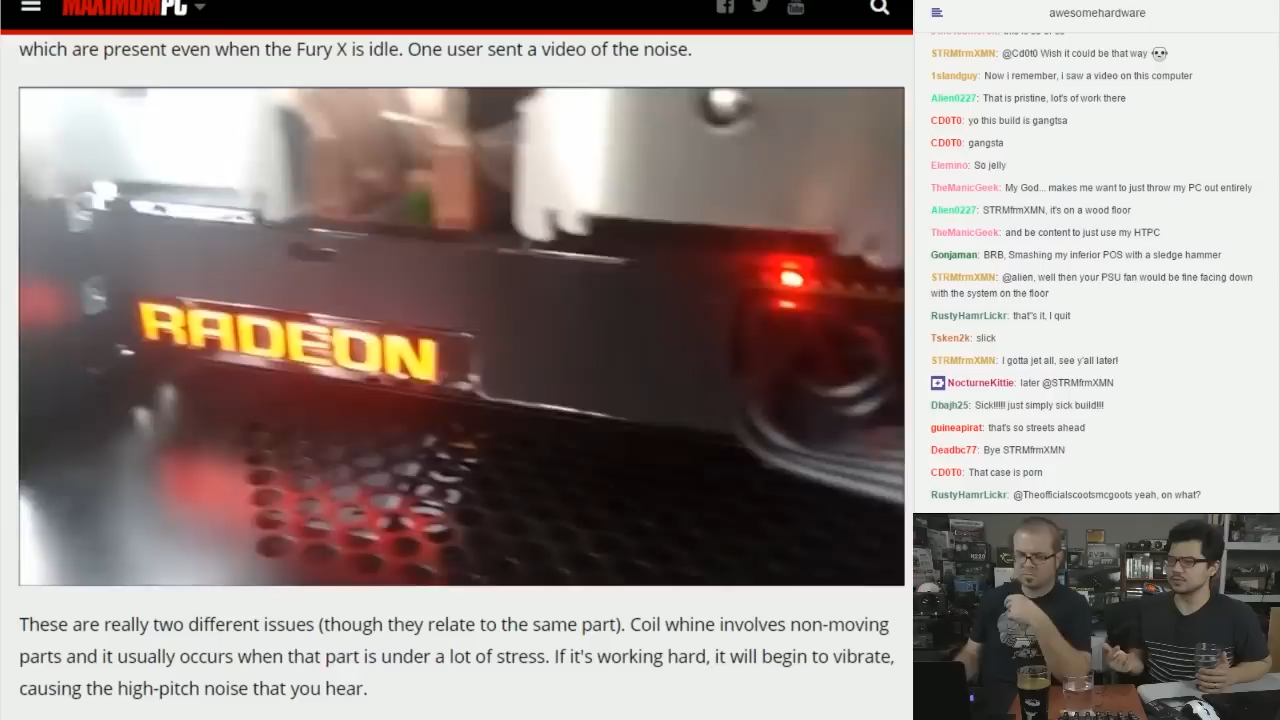 MAXIMUMPC
which are present even when the Fury X is idle. One user sent a video of the noise.
RADEON
These are really two different issues (though they relate to the same part). Coil whine involves non-moving
parts and it usually occurs when that part is under a lot of stress. If it's working hard, it will begin to vibrate,
causing the high-pitch noise that you hear.
awesomehardware
STRMfrmXMN: @Cd0t0 Wish it could be that way
1slandguy: Now i remember, i saw a video on this computer
Alien0227: That is pristine, lot's of work there
CD0T0: yo this build is gangtsa
CD0T0: gangsta
Elemino: So jelly
TheManicGeek: My God... makes me want to just throw my PC out entirely
Alien0227: STRMfrmXMN, it's on a wood floor
TheManicGeek: and be content to just use my HTPC
Gonjaman: BRB, Smashing my inferior POS with a sledge hammer
STRMfrmXMN: @alien, well then your PSU fan would be fine facing down
with the system on the floor
RustyHamrLickr: that"s it, I quit
Tsken2k: slick
STRMfrmXMN: I gotta jet all, see y'all later!
NocturneKittie: later @STRMfrmXMN
Dbajh25: Sick!!!!! just simply sick build!!!!
guineapirat: that's so streets ahead
Deadbc77: Bye STRMfrmXMN
CD0T0: That case is porn
RustyHamrLickr: @Theofficialscootsmcgoots yeah, on what?